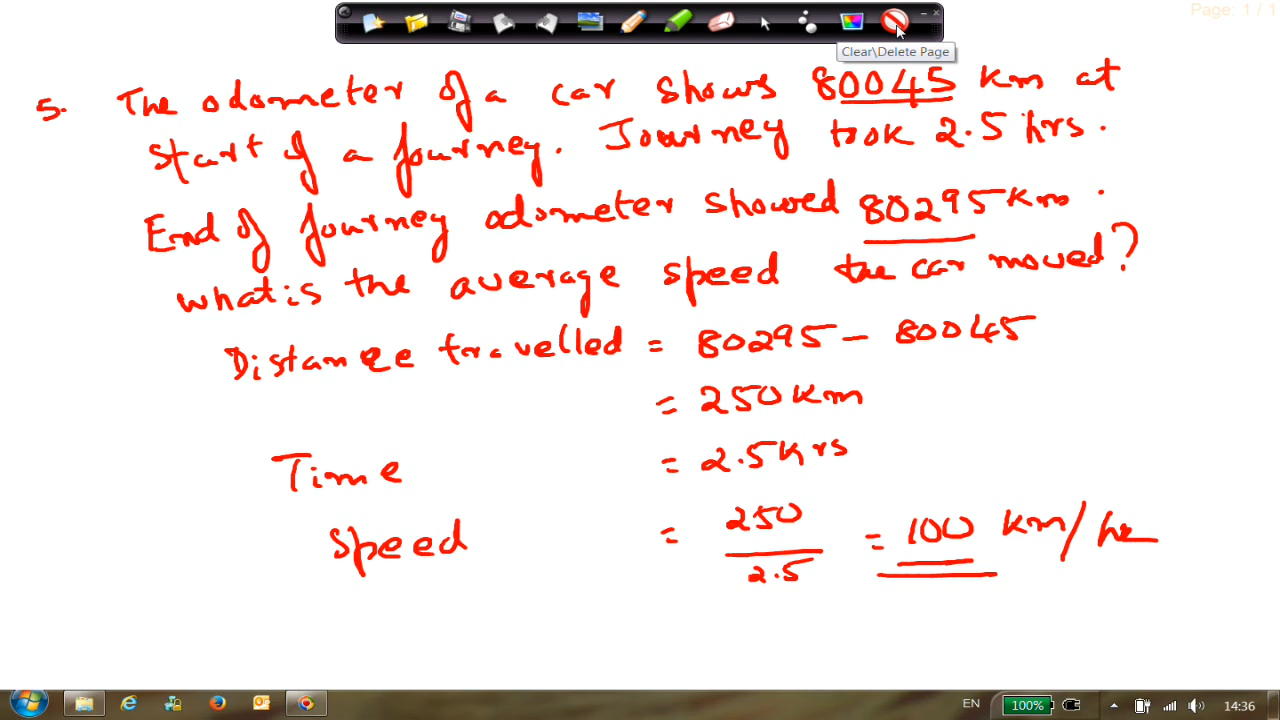 Page: 1 / 1
Clear\Delete Page
5. The odometer of a car shows 80045 km at
start of a journey. Journey took 2.5 hrs.
End of journey odometer showed 80295 Km.
what is the average speed the car moved?
Distance travelled = 80295 - 80045
= 250 Km
Time = 2.5 hrs
Speed = 250/2.5 = 100 km/hr
EN 100% 14:36